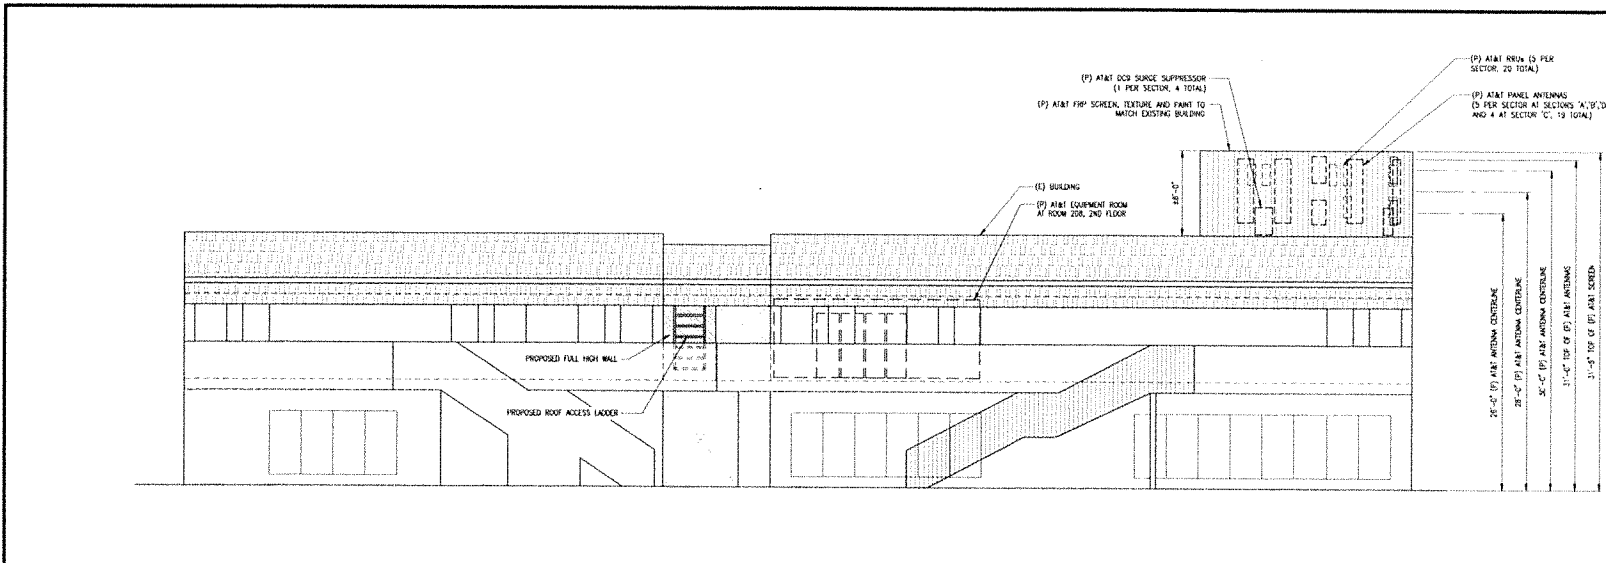 (P) AT&T RRUs (5 PER
SECTOR, 20 TOTAL)
(P) AT&T DC9 SURGE SUPPRESSOR
(1 PER SECTOR, 4 TOTAL)
(P) AT&T PANEL ANTENNAS
(5 PER SECTOR AT SECTORS 'A','B','D'
AND 4 AT SECTOR 'C', 19 TOTAL)
(P) AT&T FRP SCREEN, TEXTURE AND PAINT TO
MATCH EXISTING BUILDING
(E) BUILDING
(P) AT&T EQUIPMENT ROOM
AT ROOM 208, 2ND FLOOR
PROPOSED FULL HIGH WALL
PROPOSED ROOF ACCESS LADDER
26'-0" (P) AT&T ANTENNA CENTERLINE
28'-0" (P) AT&T ANTENNA CENTERLINE
30'-0" (P) AT&T ANTENNA CENTERLINE
31'-0" TOP OF (P) AT&T ANTENNAS
TOP OF (P) AT&T SCREEN